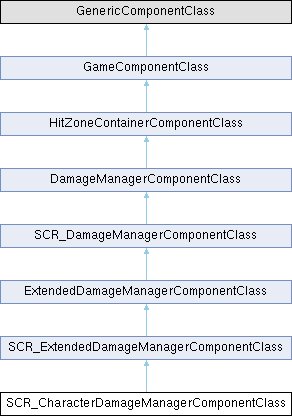 GenericComponentClass
GameComponentClass
HitZoneContainerComponentClass
DamageManagerComponentClass
SCR_DamageManagerComponentClass
ExtendedDamageManagerComponentClass
SCR_ExtendedDamageManagerComponentClass
SCR_CharacterDamageManagerComponentClass